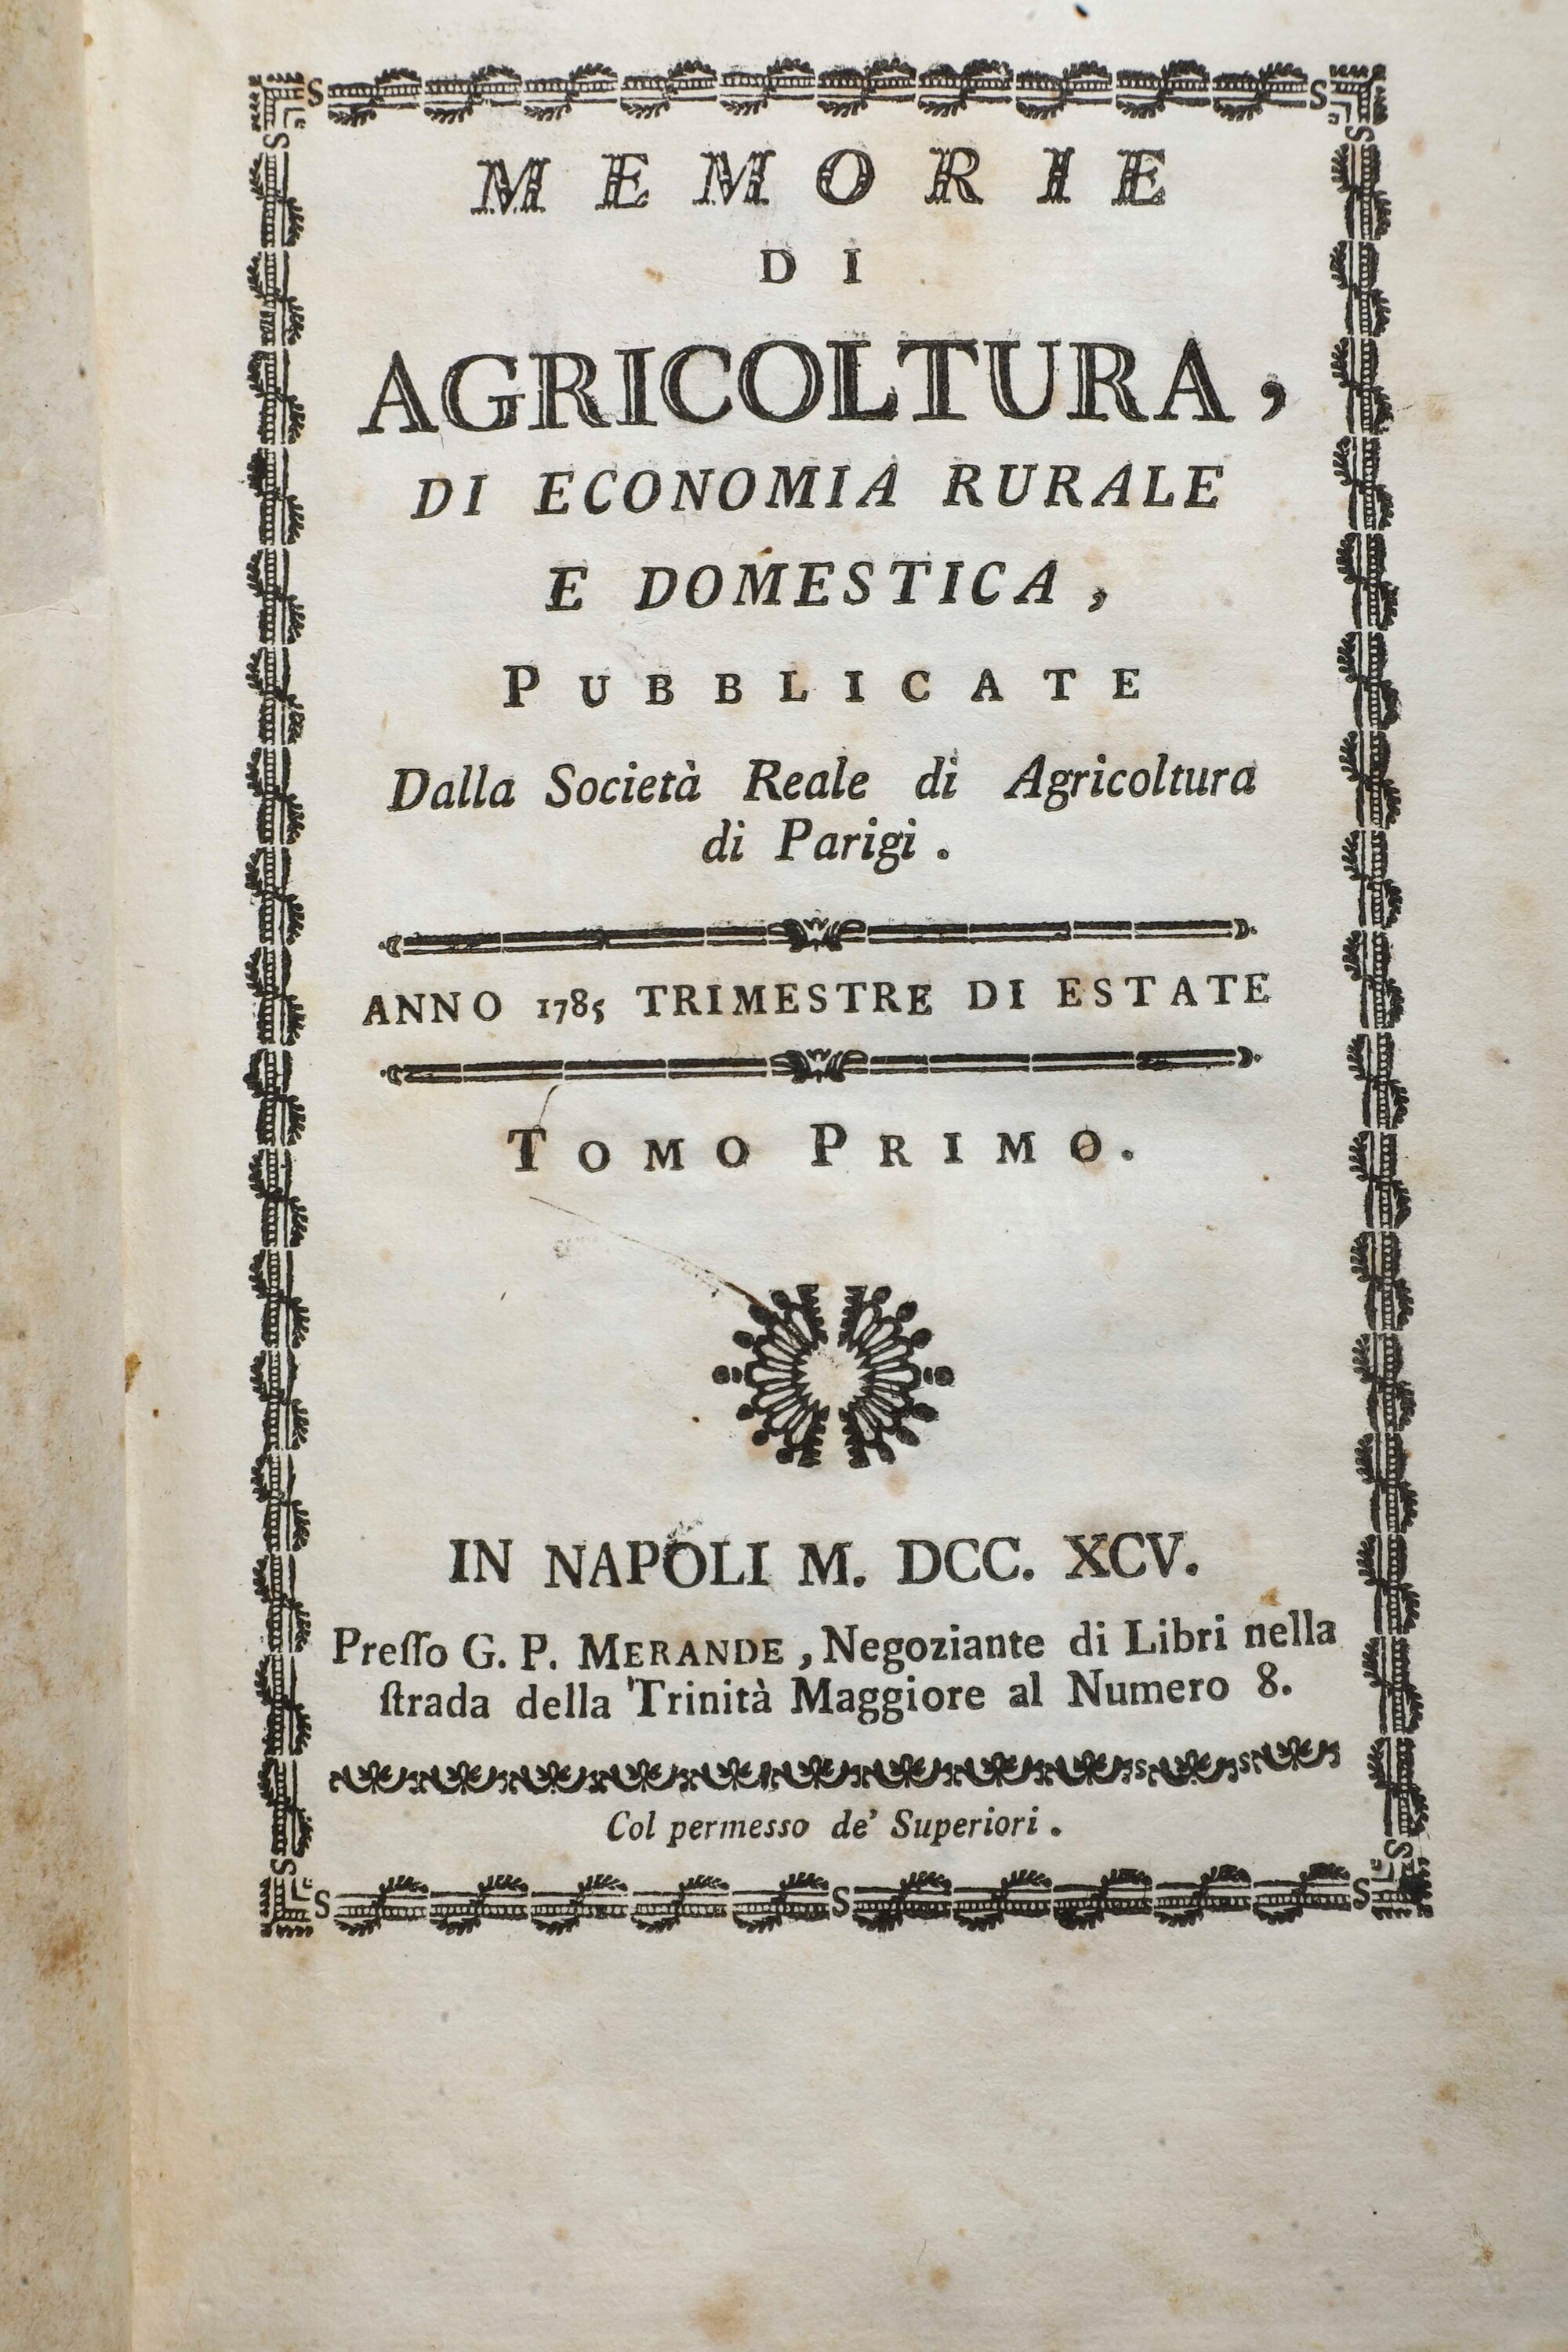 MEMORIE
DI
AGRICOLTURA,
DI ECONOMIA RURALE
E DOMESTICA,
PUBBLICATE
Dalla Società Reale di Agricoltura
di Parigi.
ANNO 1785 TRIMESTRE DI ESTATE
TOMO PRIMO.
IN NAPOLI M. DCC. XCV.
Preſſo G. P. MERANDE, Negoziante di Libri nella
ſtrada della Trinità Maggiore al Numero 8.
Col permesso de' Superiori.